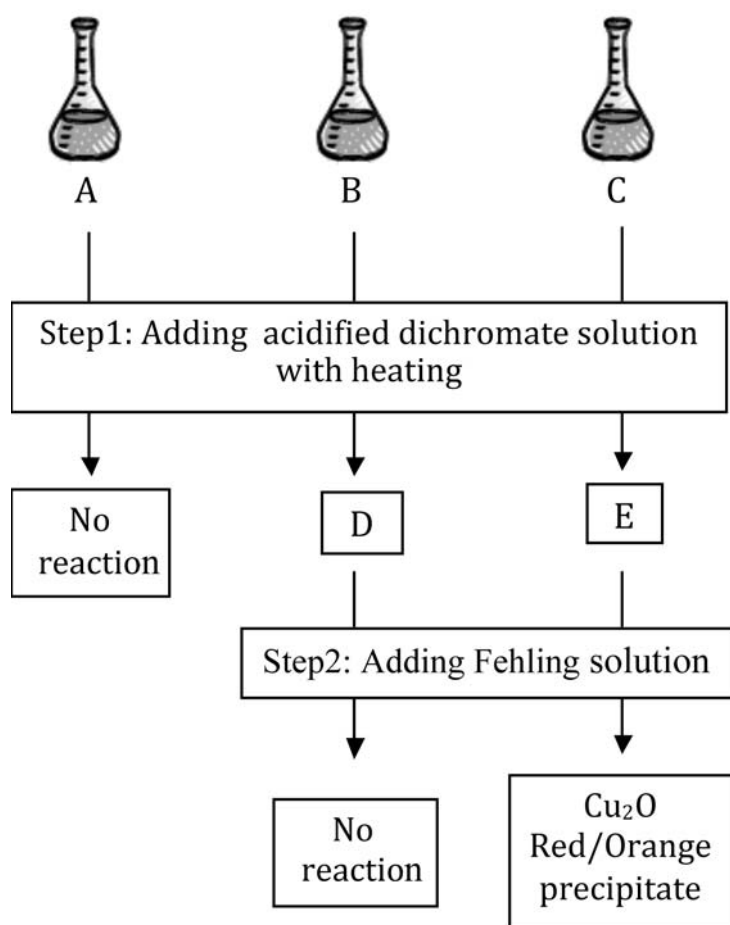 A
B
C
Step1: Adding acidified dichromate solution
with heating
No
reaction
D
E
Step2: Adding Fehling solution
No
reaction
Cu₂O
Red/Orange
precipitate